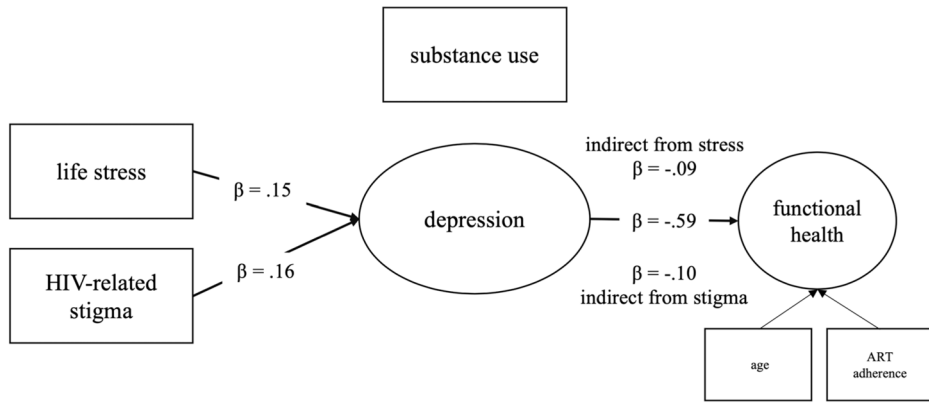 substance use
indirect from stress
β = -.09
life stress
β = .15
depression
β = -.59
functional
health
β = .16
HIV-related
stigma
β = -.10
indirect from stigma
age
ART
adherence